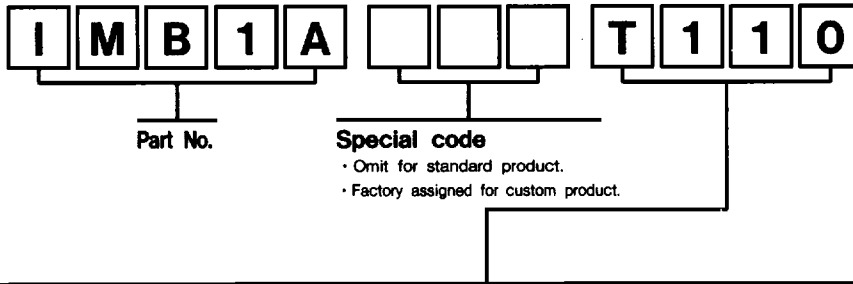 I M B 1 A T 1 1 0
Part No. Special code
· Omit for standard product.
· Factory assigned for custom product.